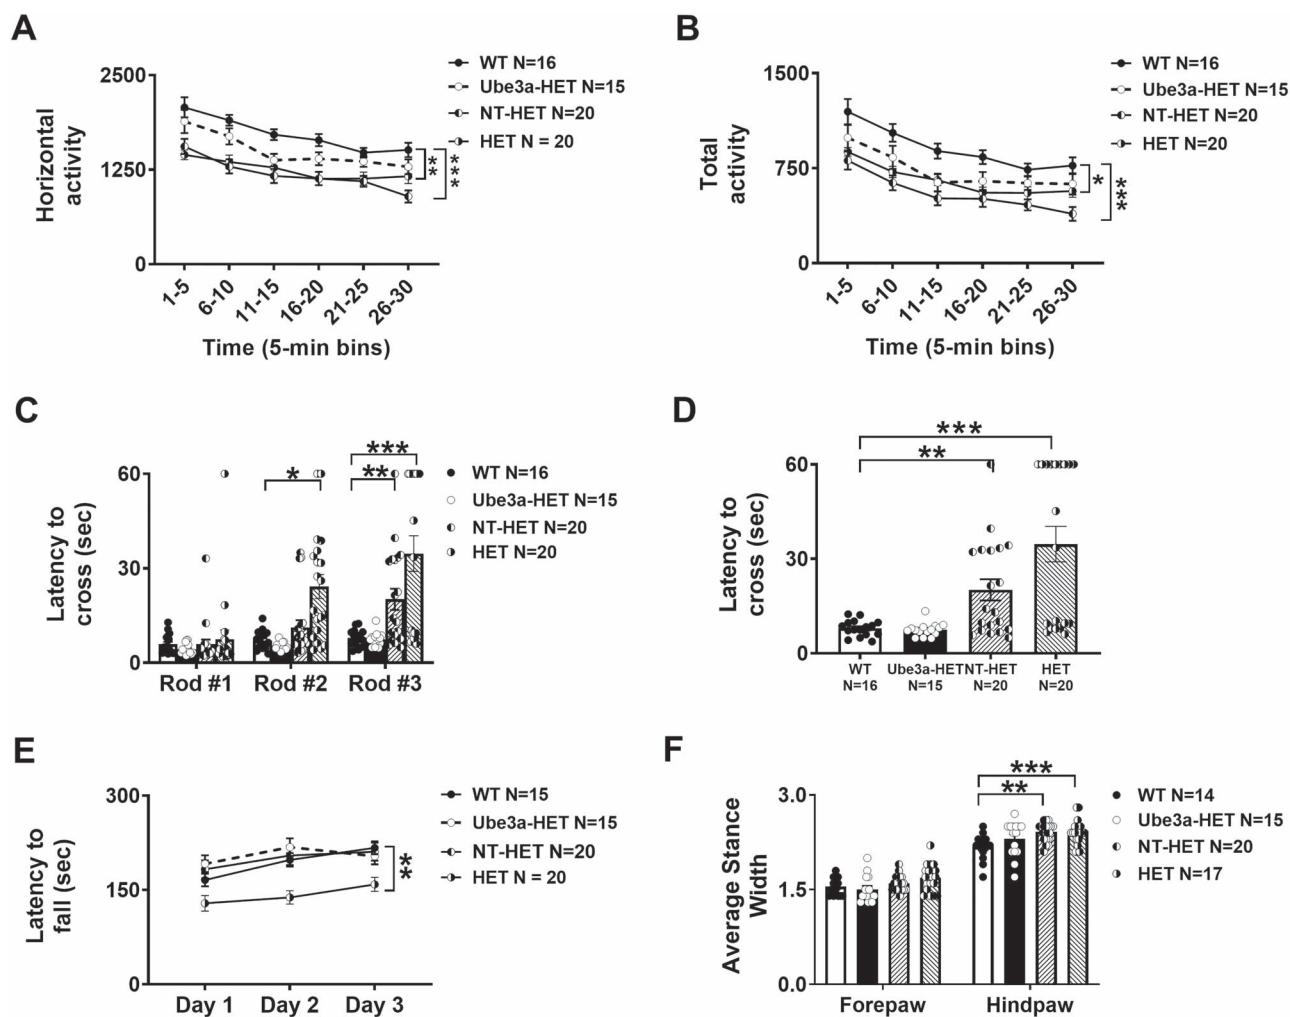 A
WT N=16
Ube3a-HET N=15
NT-HET N=20
HET N = 20
2500
1250
0
Horizontal
activity
**
***
1-5
6-10
11-15
16-20
21-25
26-30
Time (5-min bins)
B
WT N=16
Ube3a-HET N=15
NT-HET N=20
HET N=20
1500
750
0
Total
activity
*
***
1-5
6-10
11-15
16-20
21-25
26-30
Time (5-min bins)
C
WT N=16
Ube3a-HET N=15
NT-HET N=20
HET N=20
60
30
0
Latency to
cross (sec)
*
***
**
Rod #1
Rod #2
Rod #3
D
***
**
60
30
0
Latency to
cross (sec)
WT
N=16
Ube3a-HET
N=15
NT-HET
N=20
HET
N=20
E
WT N=15
Ube3a-HET N=15
NT-HET N=20
HET N = 20
300
150
0
Latency to
fall (sec)
**
Day 1
Day 2
Day 3
F
***
**
WT N=14
Ube3a-HET N=15
NT-HET N=20
HET N=17
3.0
1.5
0.0
Average Stance
Width
Forepaw
Hindpaw